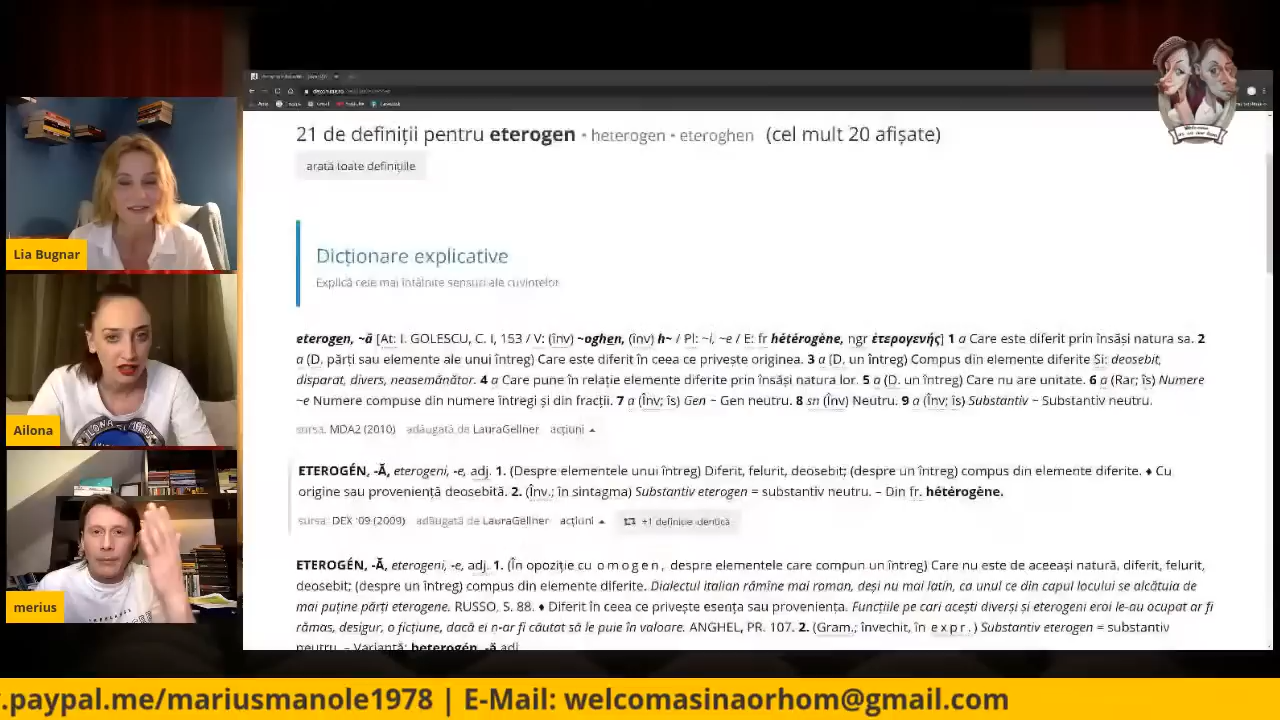 21 de definiții pentru eterogen • heterogen • eteroghen (cel mult 20 afișate)
arată toate definițiile
Dicționare explicative
Explică cele mai întâlnite sensuri ale cuvintelor
eterogen, ~ă [At: I. GOLESCU, C. I, 153 / V: (înv) ~oghen, (înv) h~ / Pl: ~i, ~e / E: fr hétérogène, ngr ἑτερογενής] 1 a Care este diferit prin însăși natura sa. 2
a (D. părți sau elemente ale unui întreg) Care este diferit în ceea ce privește originea. 3 a (D. un întreg) Compus din elemente diferite Si: deosebit,
disparat, divers, neasemănător. 4 a Care pune în relație elemente diferite prin însăși natura lor. 5 a (D. un întreg) Care nu are unitate. 6 a (Rar; îs) Numere
~e Numere compuse din numere întregi și din fracții. 7 a (Înv; îs) Gen ~ Gen neutru. 8 sn (Înv) Neutru. 9 a (Înv; îs) Substantiv ~ Substantiv neutru.
sursa: MDA2 (2010) adăugată de LauraGellner acțiuni
ETEROGÉN, -Ă, eterogeni, -e, adj. 1. (Despre elementele unui întreg) Diferit, felurit, deosebit; (despre un întreg) compus din elemente diferite. ♦ Cu
origine sau proveniență deosebită. 2. (Înv.; în sintagma) Substantiv eterogen = substantiv neutru. – Din fr. hétérogène.
sursa: DEX '09 (2009) adăugată de LauraGellner acțiuni +1 definiție identică
ETEROGÉN, -Ă, eterogeni, -e, adj. 1. (În opoziție cu omogen, despre elementele care compun un întreg) Care nu este de aceeași natură, diferit, felurit,
deosebit; (despre un întreg) compus din elemente diferite. Dialectul italian rămîne mai roman, deși nu mai latin, ca unul ce din capul locului se alcătuia de
mai puține părți eterogene. RUSSO, S. 88. ♦ Diferit în ceea ce privește esența sau proveniența. Funcțiile pe cari acești diverși și eterogeni eroi le-au ocupat ar fi
rămas, desigur, o ficțiune, dacă ei n-ar fi căutat să le puie în valoare. ANGHEL, PR. 107. 2. (Gram.; învechit, în expr.) Substantiv eterogen = substantiv
neutru. – Variantă: heterogén, -ă adj.
Lia Bugnar
Ailona
merius
.paypal.me/mariusmanole1978 | E-Mail: welcomasinaorhom@gmail.com